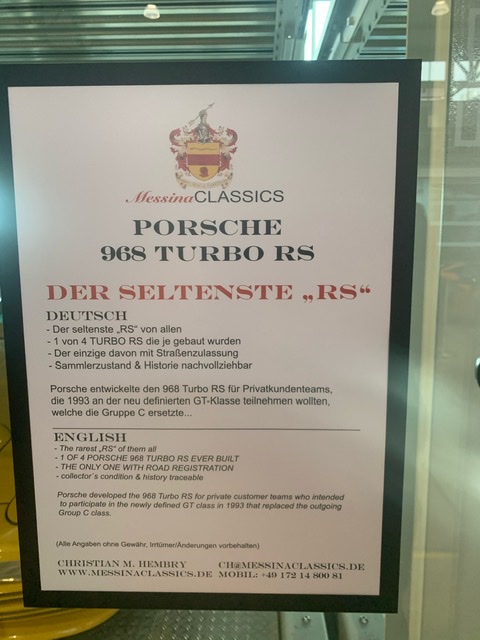 MessinaCLASSICS
PORSCHE
968 TURBO RS
DER SELTENSTE „RS“
DEUTSCH
- Der seltenste „RS“ von allen
- 1 von 4 TURBO RS die je gebaut wurden
- Der einzige davon mit Straßenzulassung
- Sammlerzustand & Historie nachvollziehbar
Porsche entwickelte den 968 Turbo RS für Privatkundenteams,
die 1993 an der neu definierten GT-Klasse teilnehmen wollten,
welche die Gruppe C ersetzte...
ENGLISH
- The rarest „RS" of them all
- 1 OF 4 PORSCHE 968 TURBO RS EVER BUILT
- THE ONLY ONE WITH ROAD REGISTRATION
- collector´s condition & history traceable
Porsche developed the 968 Turbo RS for private customer teams who intended
to participate in the newly defined GT class in 1993 that replaced the outgoing
Group C class.
(Alle Angaben ohne Gewähr, Irrtümer/Änderungen vorbehalten)
CHRISTIAN M. HEMBRY CH@MESSINACLASSICS.DE
WWW.MESSINACLASSICS.DE MOBIL: +49 172 14 800 81